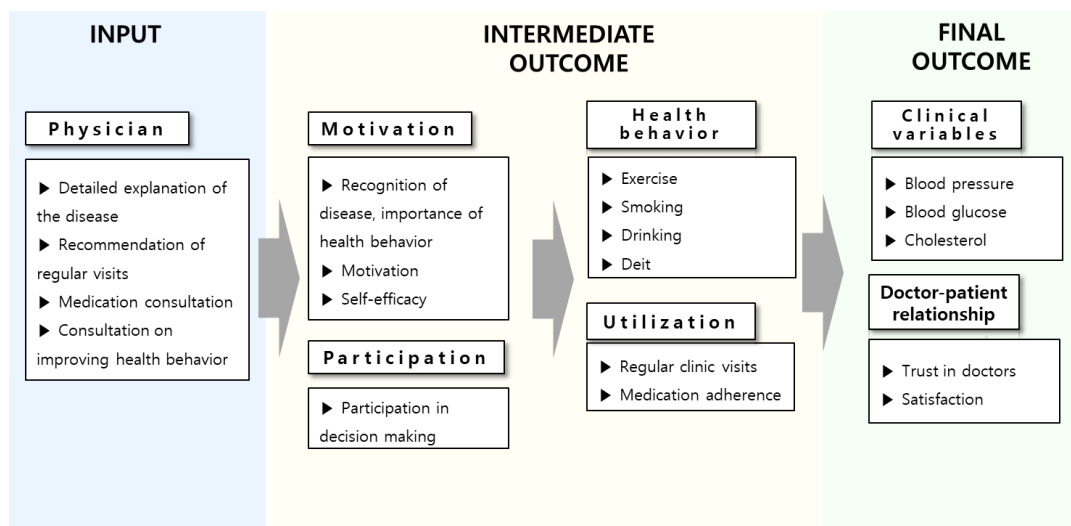 INPUT
INTERMEDIATE
OUTCOME
FINAL
OUTCOME
Physician
▶ Detailed explanation of
the disease
▶ Recommendation of
regular visits
▶ Medication consultation
▶ Consultation on
improving health behavior
Motivation
▶ Recognition of
disease, importance of
health behavior
▶ Motivation
▶ Self-efficacy
Participation
▶ Participation in
decision making
Health
behavior
▶ Exercise
▶ Smoking
▶ Drinking
▶ Deit
Utilization
▶ Regular clinic visits
▶ Medication adherence
Clinical
variables
▶ Blood pressure
▶ Blood glucose
▶ Cholesterol
Doctor-patient
relationship
▶ Trust in doctors
▶ Satisfaction